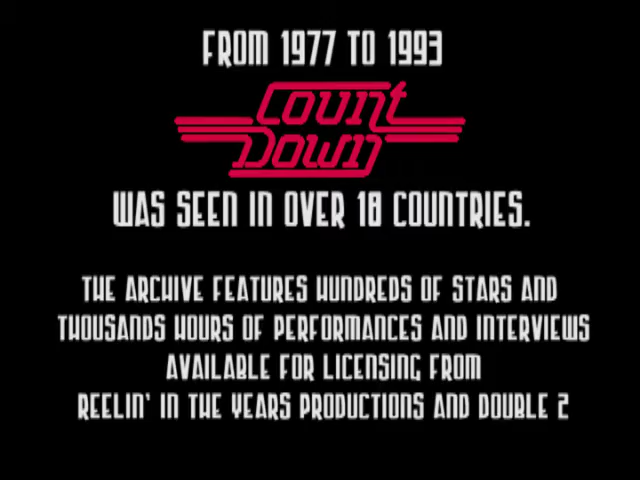 FROM 1977 TO 1993
Count
Down
WAS SEEN IN OVER 18 COUNTRIES.
THE ARCHIVE FEATURES HUNDREDS OF STARS AND
THOUSANDS HOURS OF PERFORMANCES AND INTERVIEWS
AVAILABLE FOR LICENSING FROM
REELIN' IN THE YEARS PRODUCTIONS AND DOUBLE 2